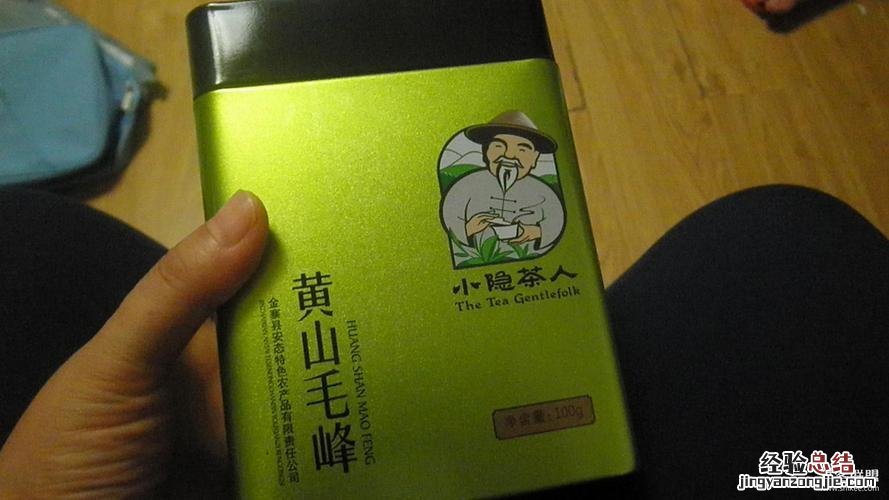 小隐茶人
The Tea Gentlefolk
黄山毛峰
HUANG SHAN MAO FENG
金寨县安态特色农产品有限责任公司
净含量:100g
经验总结
jingyanzongjie.com